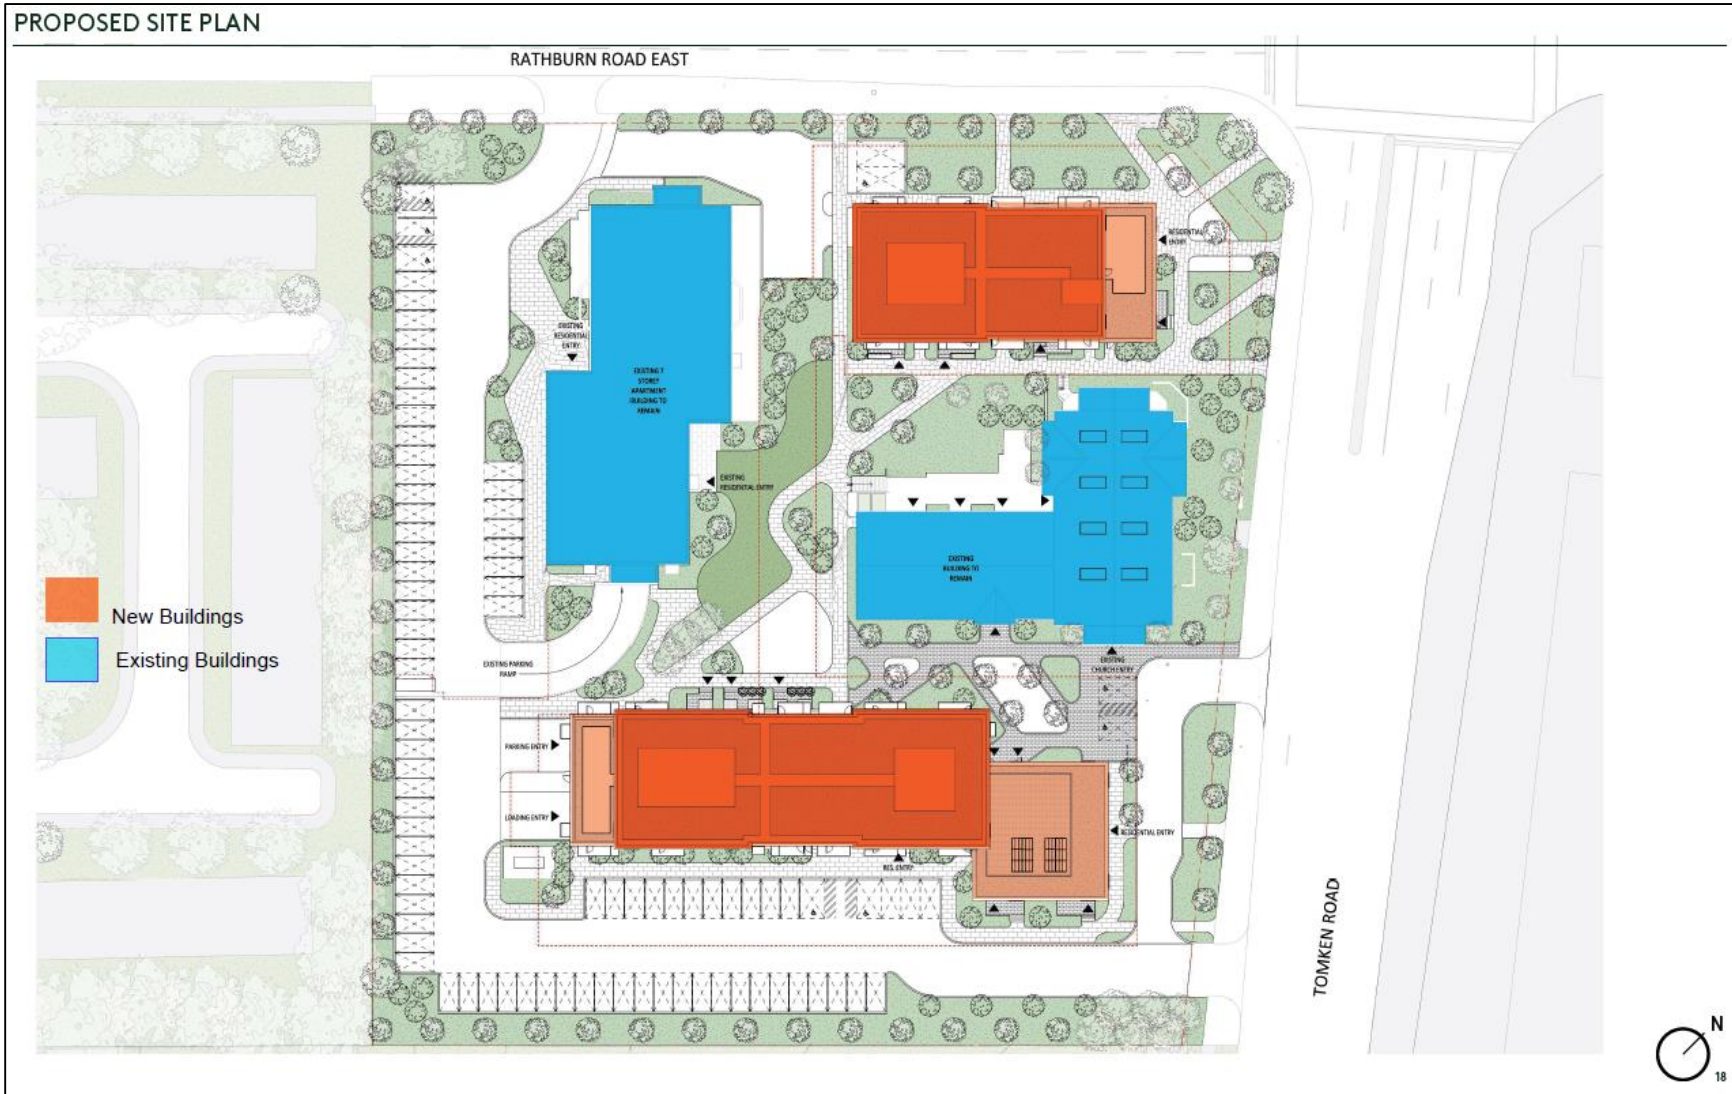 PROPOSED SITE PLAN
RATHBURN ROAD EAST
RESIDENTIAL
ENTRY
EXISTING
RESIDENTIAL
ENTRY
EXISTING 7
STOREY
APARTMENT
BUILDING TO
REMAIN
EXISTING
RESIDENTIAL ENTRY
EXISTING
BUILDING TO
REMAIN
New Buildings
Existing Buildings
EXISTING PARKING
RAMP
EXISTING
CHURCH ENTRY
PARKING ENTRY
LOADING ENTRY
RESIDENTIAL ENTRY
RES. ENTRY
TOMKEN ROAD
N
18